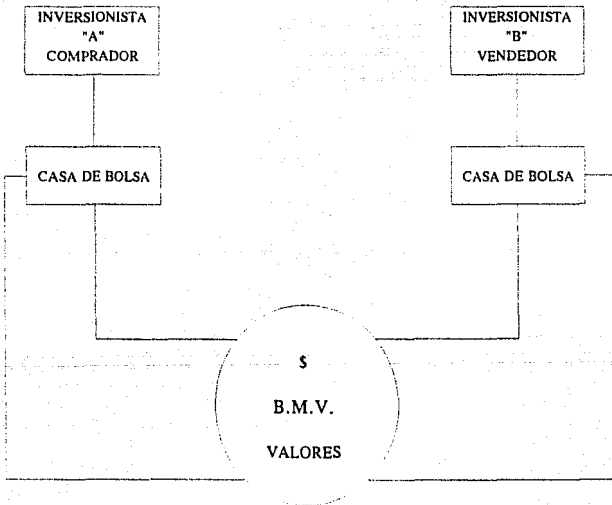 INVERSIONISTA
"A"
COMPRADOR
INVERSIONISTA
"B"
VENDEDOR
CASA DE BOLSA
CASA DE BOLSA
$
B.M.V.
VALORES